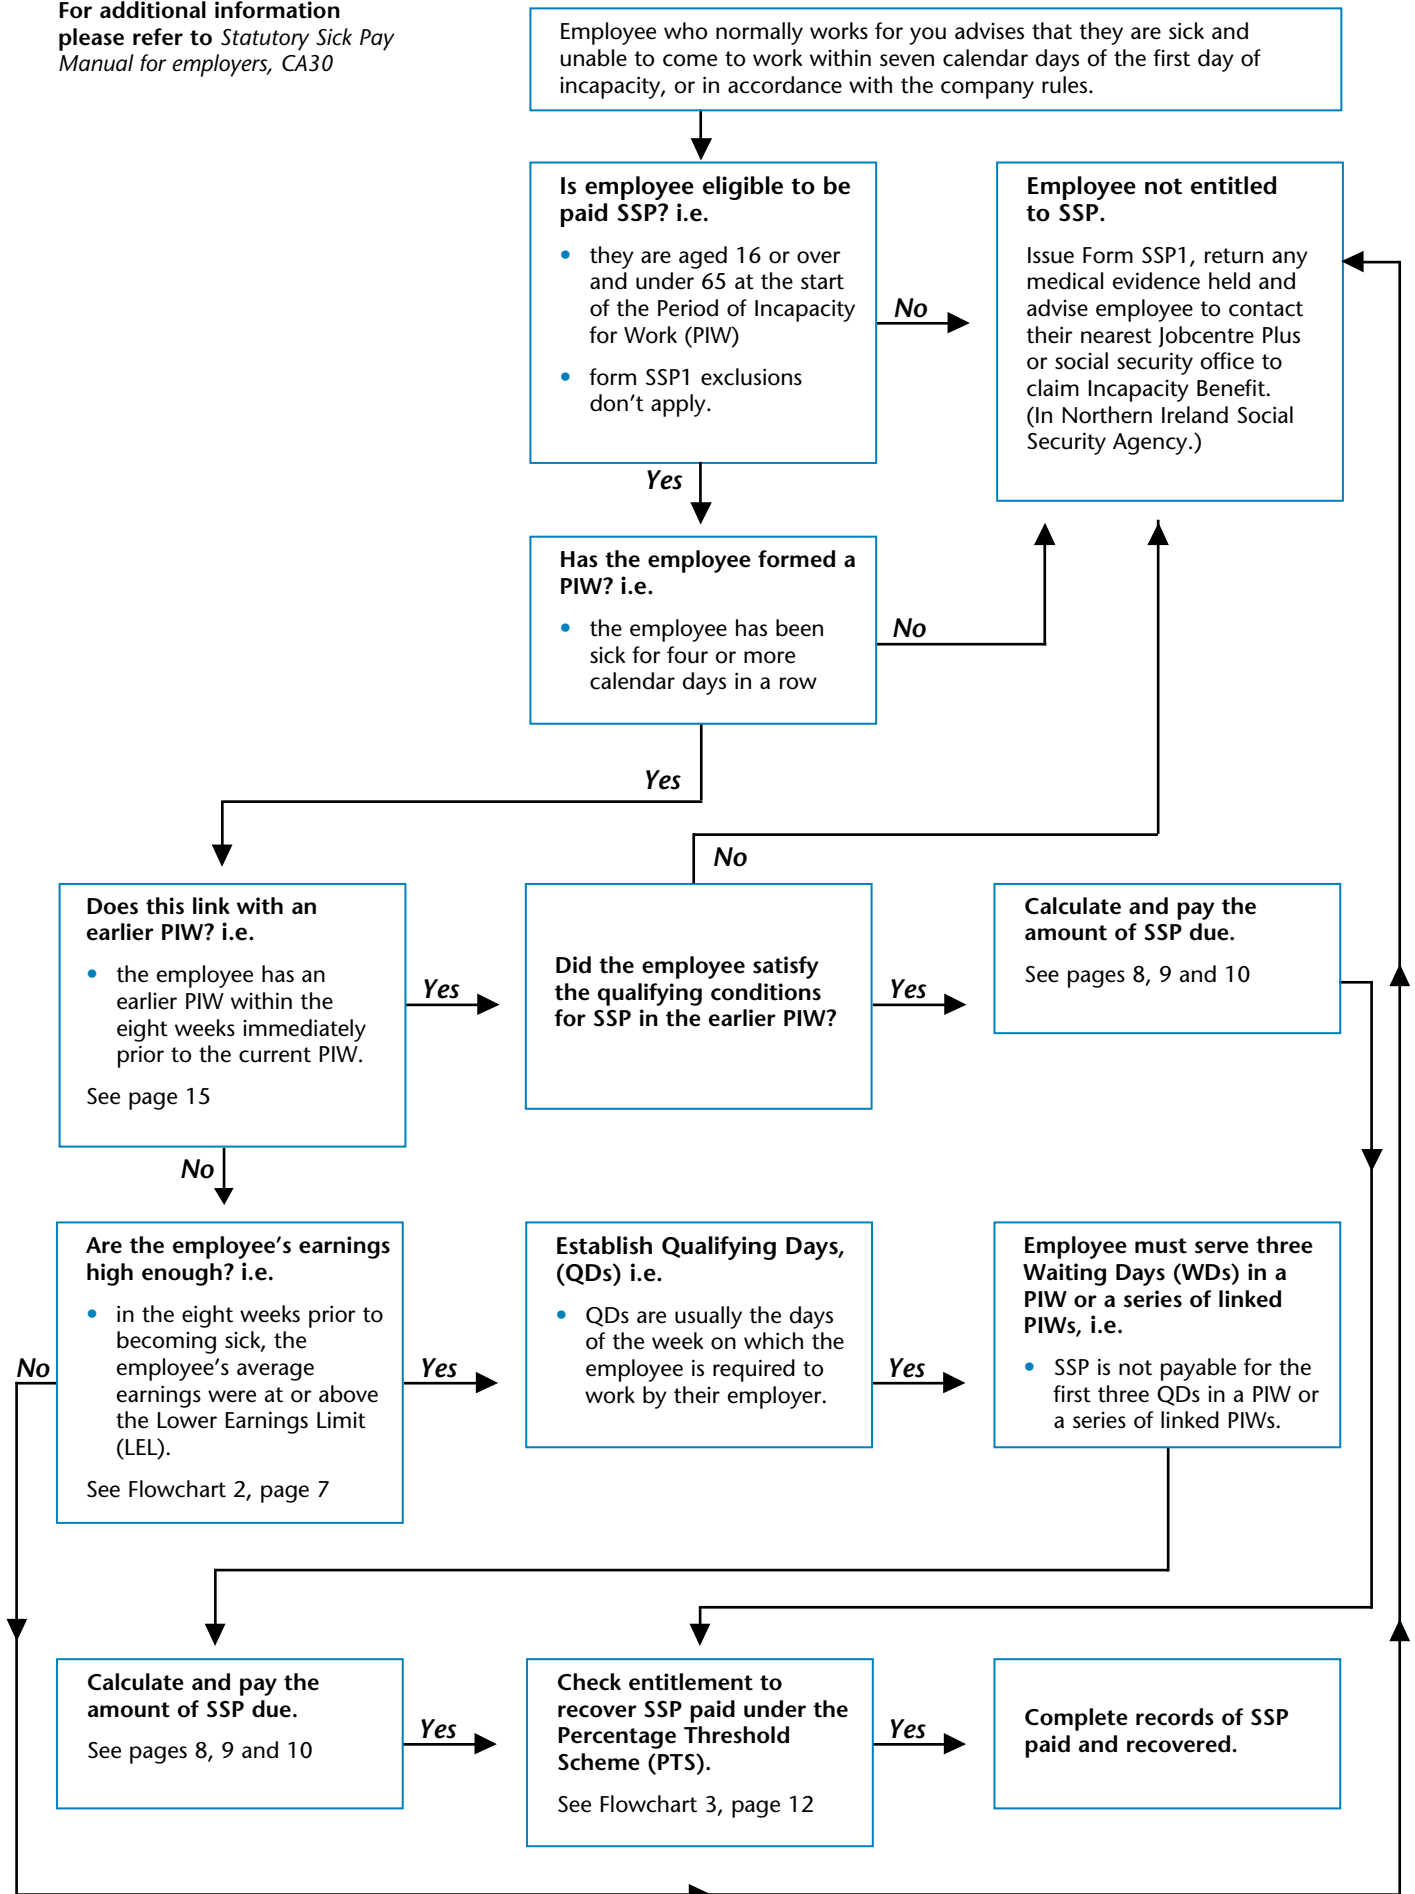 For additional information
please refer to Statutory Sick Pay
Manual for employers, CA30
Employee who normally works for you advises that they are sick and
unable to come to work within seven calendar days of the first day of
incapacity, or in accordance with the company rules.
Is employee eligible to be
paid SSP? i.e.
• they are aged 16 or over
and under 65 at the start
of the Period of Incapacity
for Work (PIW)
• form SSP1 exclusions
don't apply.
No
Employee not entitled
to SSP.
Issue Form SSP1, return any
medical evidence held and
advise employee to contact
their nearest Jobcentre Plus
or social security office to
claim Incapacity Benefit.
(In Northern Ireland Social
Security Agency.)
Yes
Has the employee formed a
PIW? i.e.
• the employee has been
sick for four or more
calendar days in a row
No
Yes
No
Does this link with an
earlier PIW? i.e.
• the employee has an
earlier PIW within the
eight weeks immediately
prior to the current PIW.
See page 15
Yes
Did the employee satisfy
the qualifying conditions
for SSP in the earlier PIW?
Yes
Calculate and pay the
amount of SSP due.
See pages 8, 9 and 10
No
Are the employee's earnings
high enough? i.e.
• in the eight weeks prior to
becoming sick, the
employee's average
earnings were at or above
the Lower Earnings Limit
(LEL).
See Flowchart 2, page 7
No
Yes
Establish Qualifying Days,
(QDs) i.e.
• QDs are usually the days
of the week on which the
employee is required to
work by their employer.
Yes
Employee must serve three
Waiting Days (WDs) in a
PIW or a series of linked
PIWs, i.e.
• SSP is not payable for the
first three QDs in a PIW or
a series of linked PIWs.
Calculate and pay the
amount of SSP due.
See pages 8, 9 and 10
Yes
Check entitlement to
recover SSP paid under the
Percentage Threshold
Scheme (PTS).
See Flowchart 3, page 12
Yes
Complete records of SSP
paid and recovered.